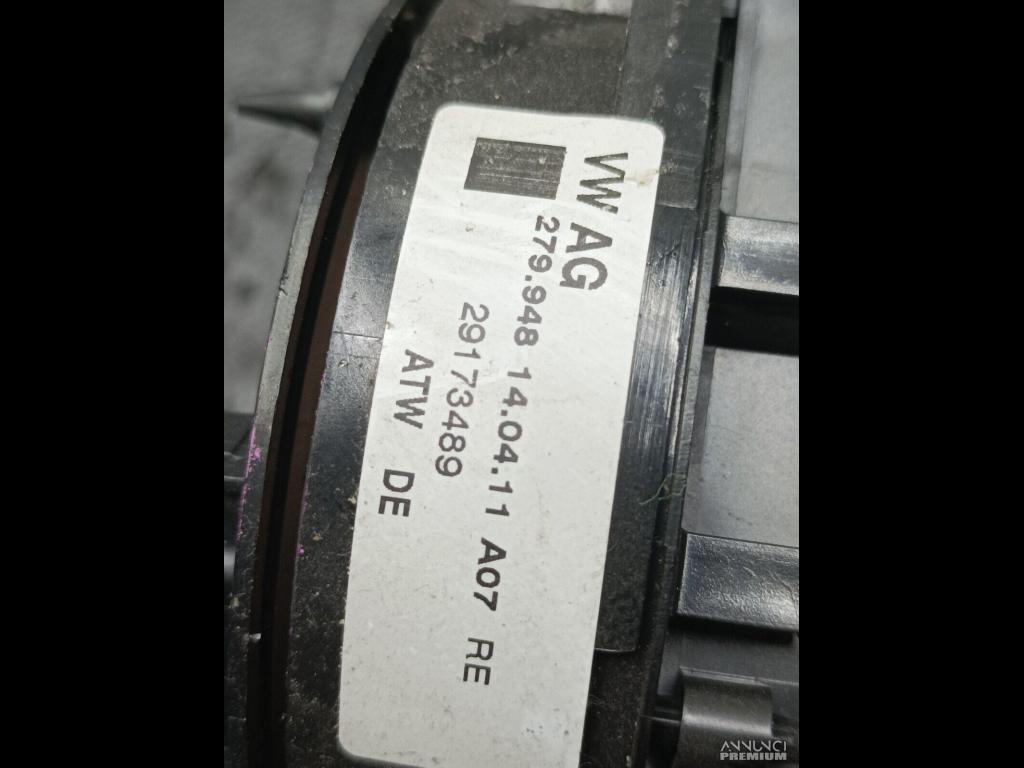 VW AG
279.948 14.04.11 A07 RE
29173489
ATW DE
ANNUNCI
PREMIUM